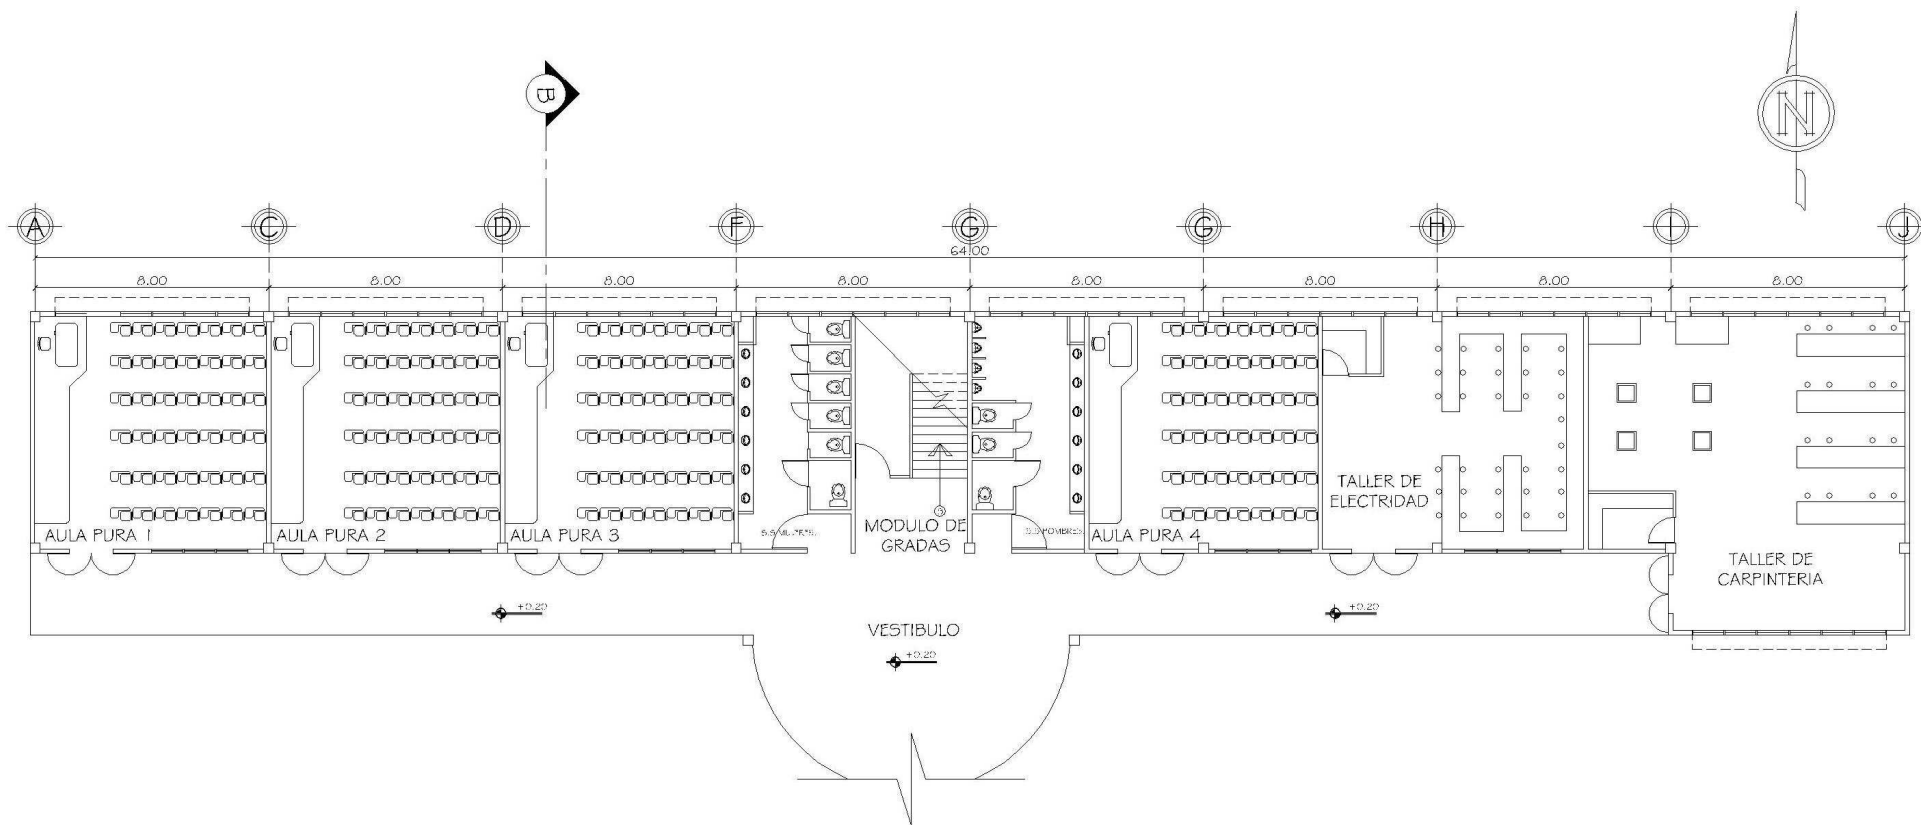 B
N
A
C
D
F
G
G
H
I
J
64.00
8.00
8.00
8.00
8.00
8.00
8.00
8.00
8.00
AULA PURA 1
AULA PURA 2
AULA PURA 3
MODULO DE
GRADAS
AULA PURA 4
TALLER DE
ELECTRIDAD
TALLER DE
CARPINTERIA
+0.20
+0.20
VESTIBULO
+0.20